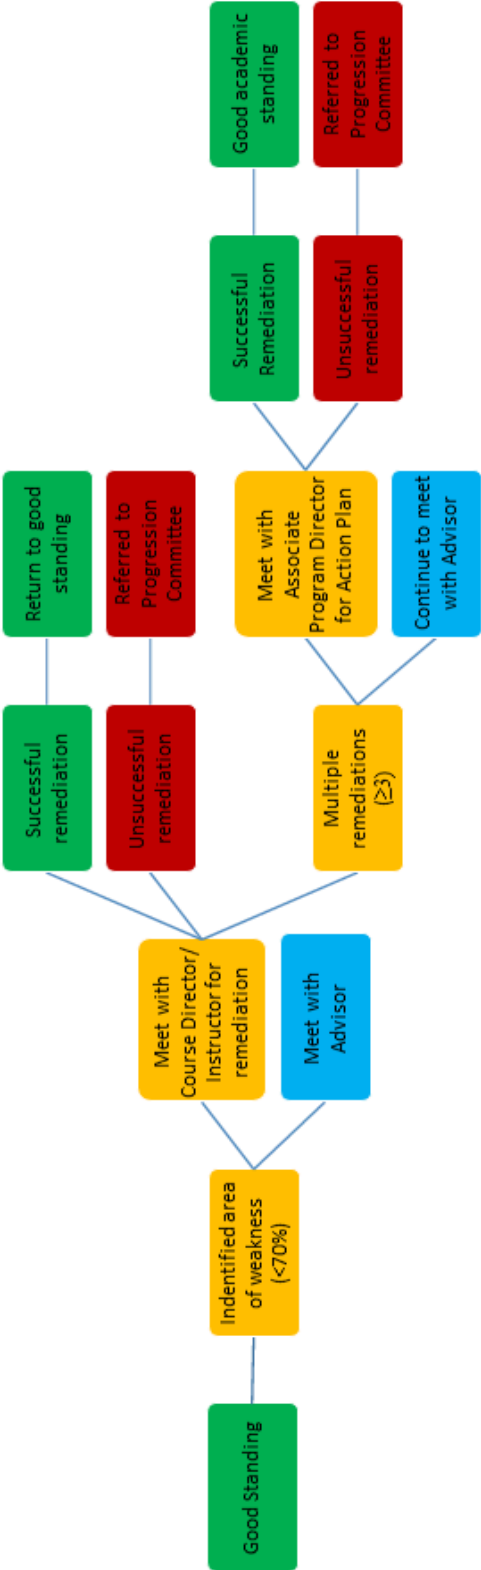 Good Standing
Indentified area
of weakness
(<70%)
Meet with
Course Director/
Instructor for
remediation
Meet with
Advisor
Successful
remediation
Unsuccessful
remediation
Multiple
remediations
(≥3)
Return to good
standing
Referred to
Progression
Committee
Meet with
Associate
Program Director
for Action Plan
Continue to meet
with Advisor
Successful
Remediation
Unsuccessful
remediation
Good academic
standing
Referred to
Progression
Committee